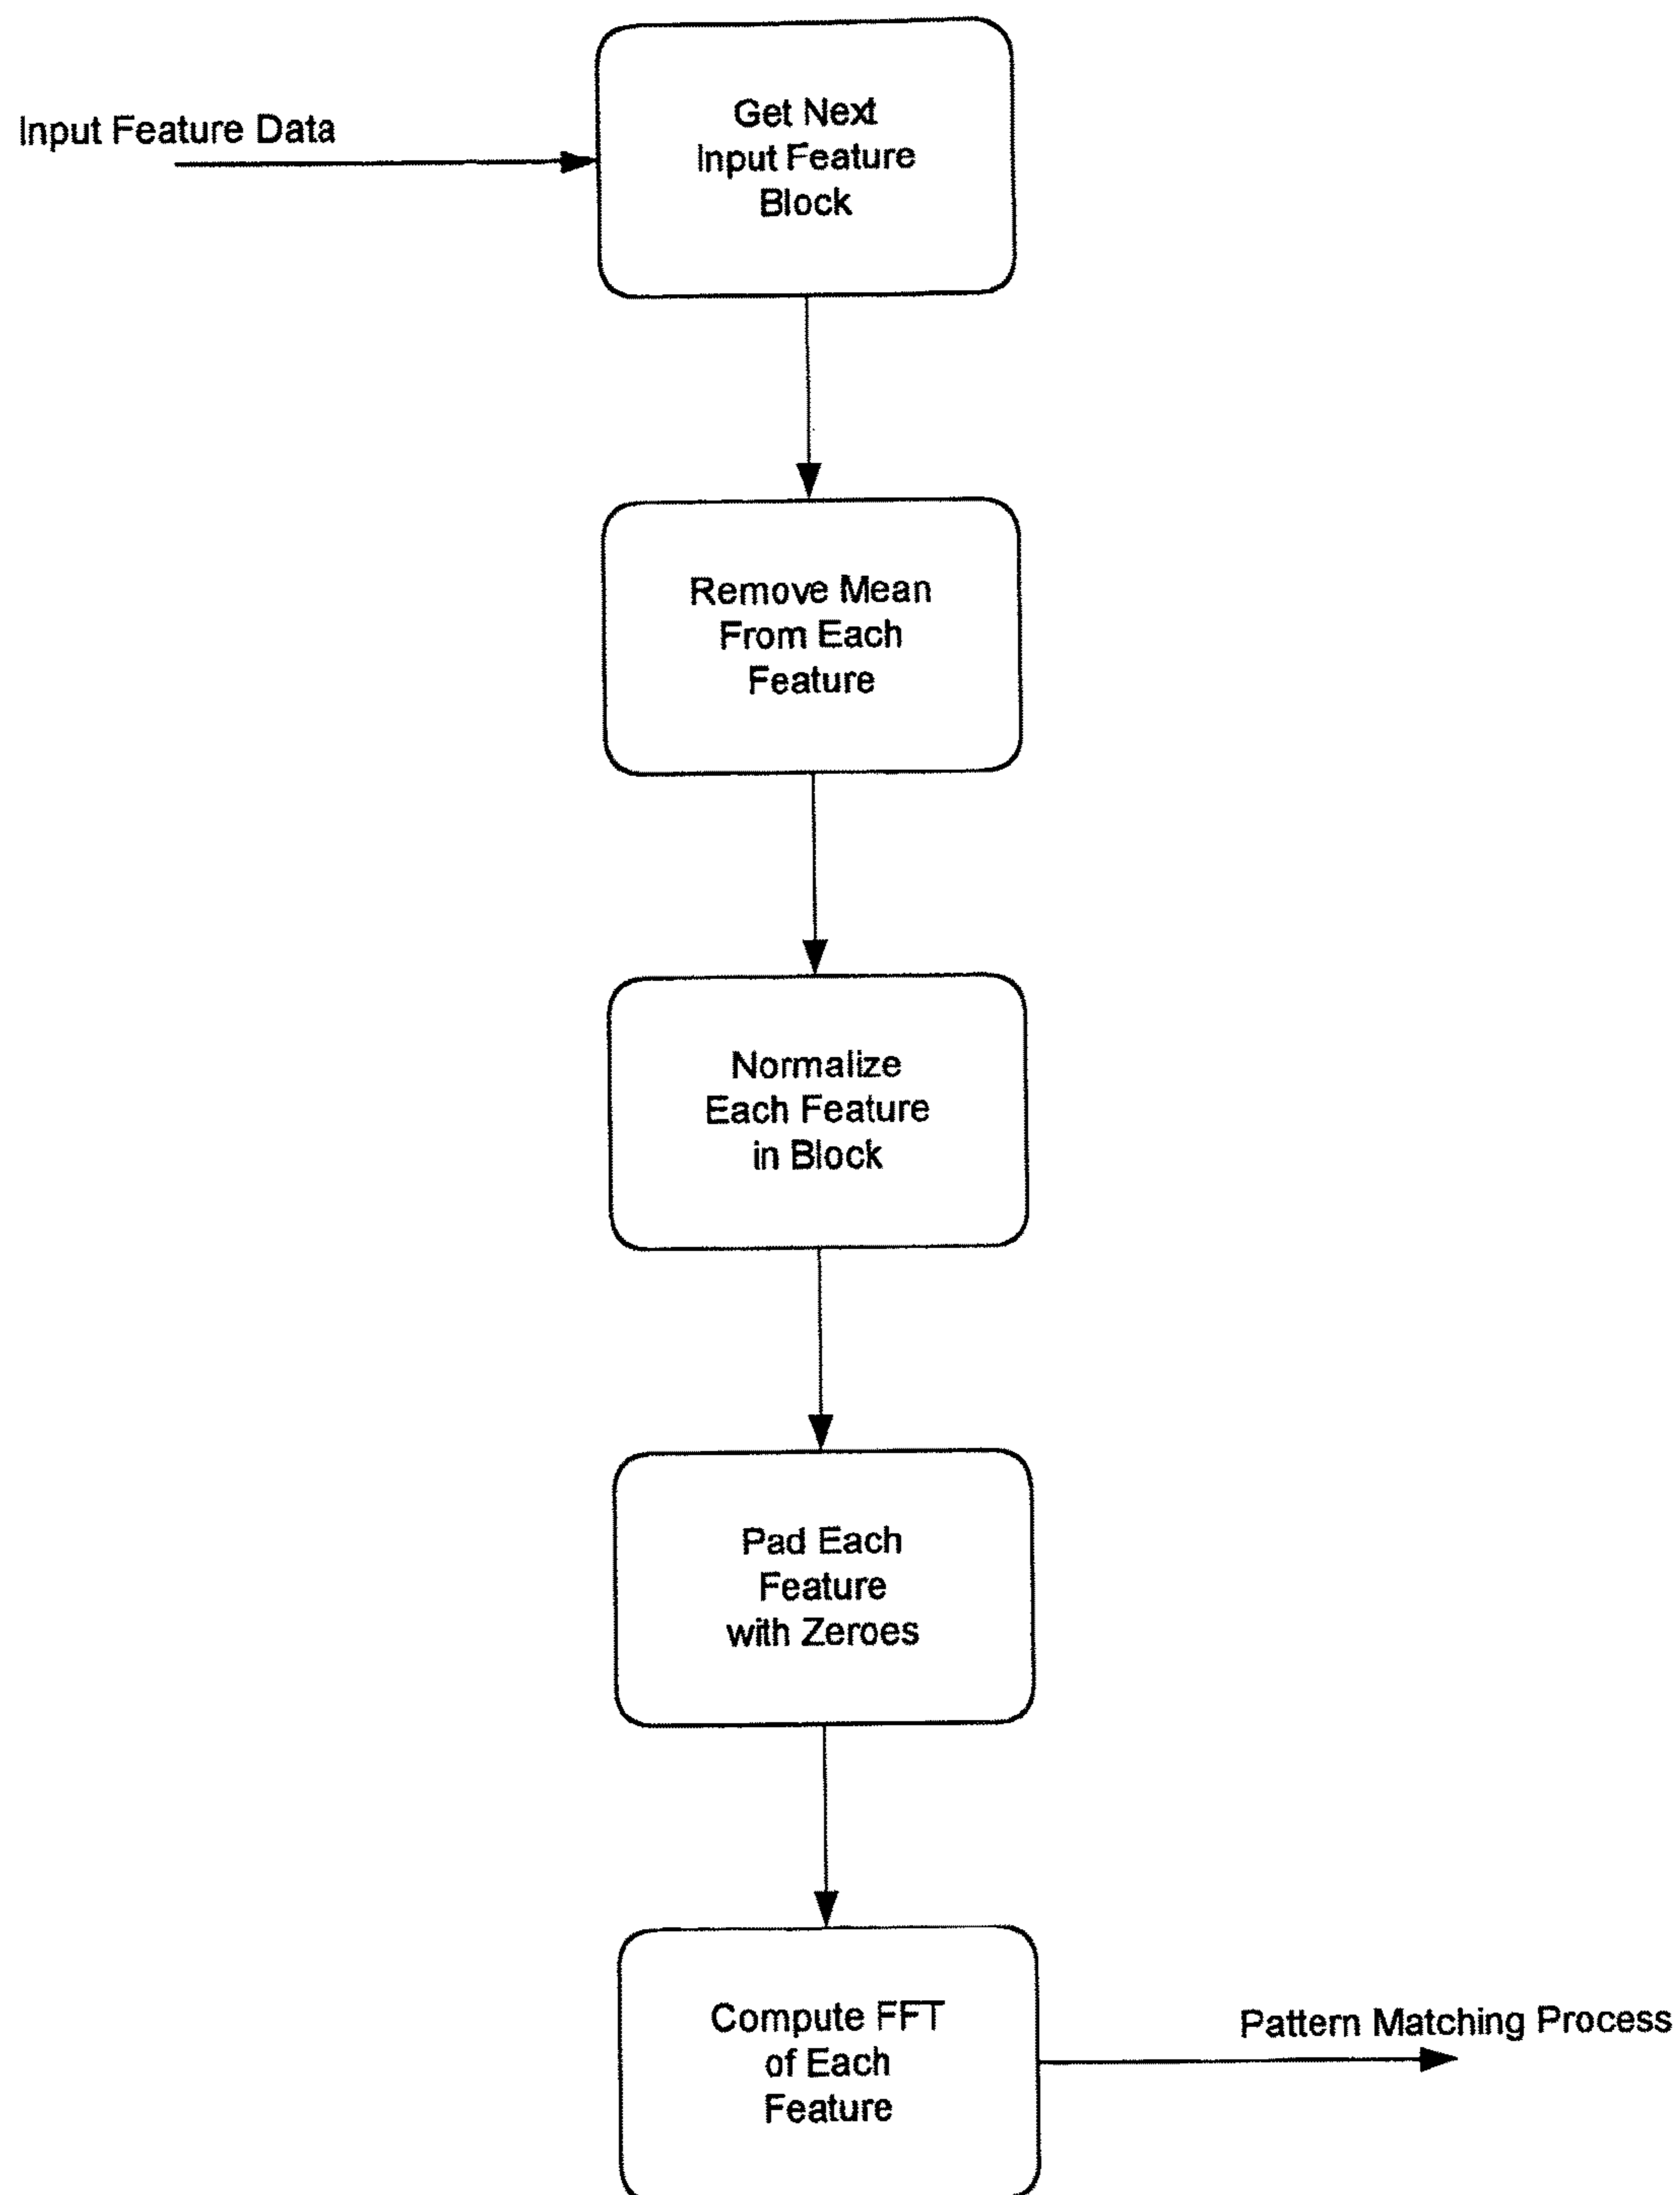 Input Feature Data
Get Next
Input Feature
Block
Remove Mean
From Each
Feature
Normalize
Each Feature
in Block
Pad Each
Feature
with Zeroes
Compute FFT
of Each
Feature
Pattern Matching Process